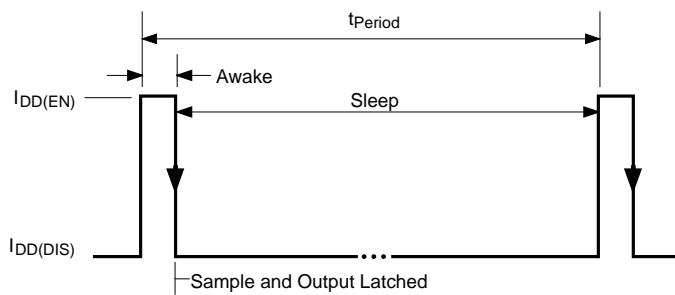 tPeriod
Awake
IDD(EN)
Sleep
IDD(DIS)
Sample and Output Latched